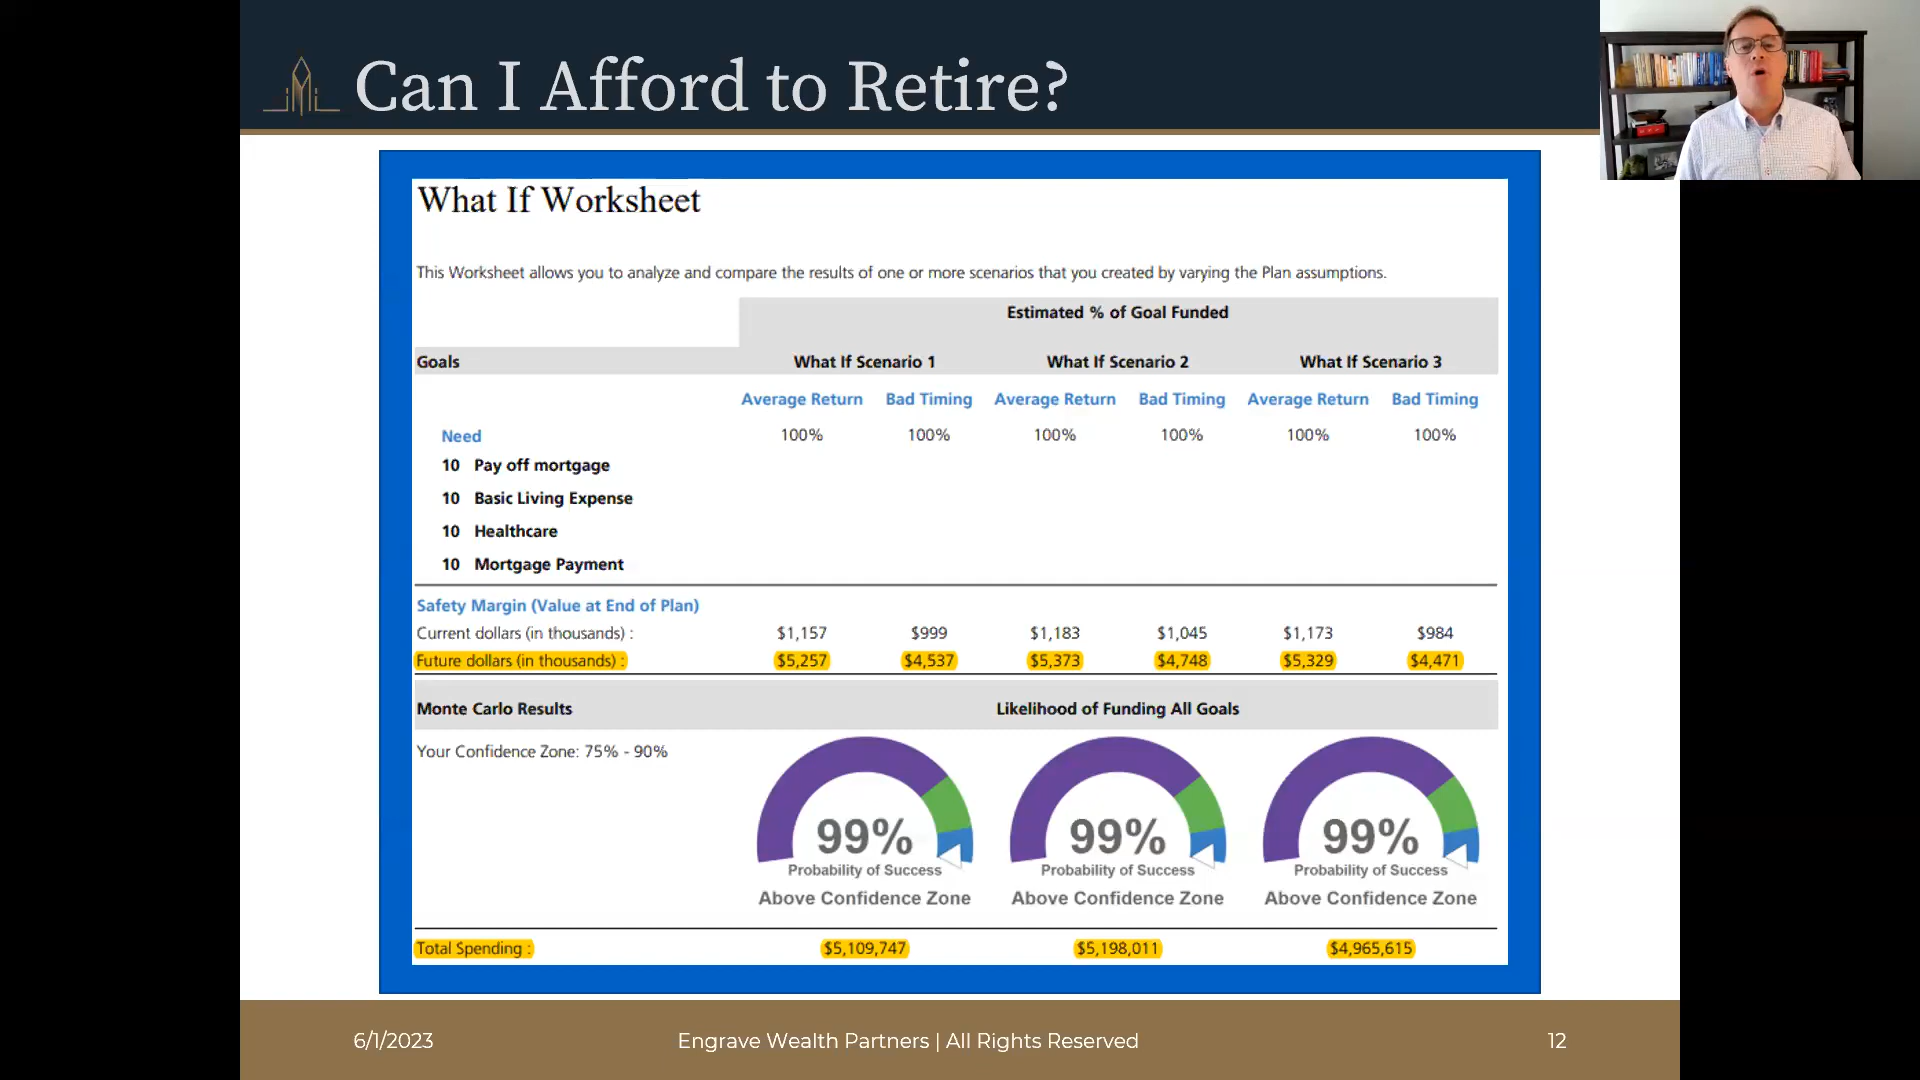 Can I Afford to Retire?
What If Worksheet
This Worksheet allows you to analyze and compare the results of one or more scenarios that you created by varying the Plan assumptions.
Estimated % of Goal Funded
Goals What If Scenario 1 What If Scenario 2 What If Scenario 3
Average Return Bad Timing Average Return Bad Timing Average Return Bad Timing
Need 100% 100% 100% 100% 100% 100%
10 Pay off mortgage
10 Basic Living Expense
10 Healthcare
10 Mortgage Payment
Safety Margin (Value at End of Plan)
Current dollars (in thousands) : $1,157 $999 $1,183 $1,045 $1,173 $984
Future dollars (in thousands) : $5,257 $4,537 $5,373 $4,748 $5,329 $4,471
Monte Carlo Results Likelihood of Funding All Goals
Your Confidence Zone: 75% - 90%
99% 99% 99%
Probability of Success Probability of Success Probability of Success
Above Confidence Zone Above Confidence Zone Above Confidence Zone
Total Spending : $5,109,747 $5,198,011 $4,965,615
6/1/2023 Engrave Wealth Partners | All Rights Reserved 12